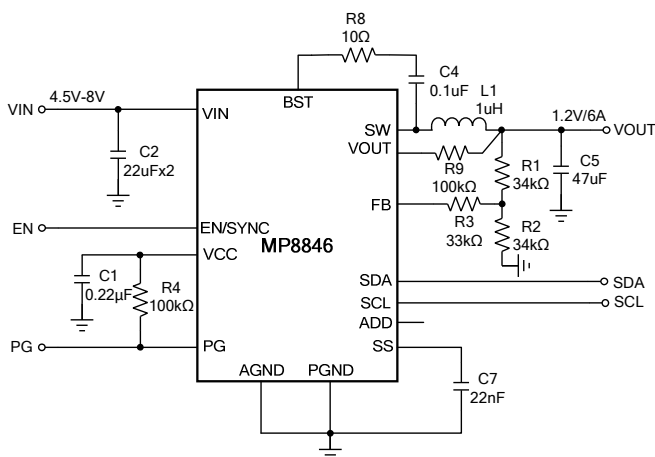 R8
10Ω
C4
0.1uF
L1
1uH
4.5V-8V
VIN
VIN
BST
SW
1.2V/6A
VOUT
VOUT
C2
22uFx2
R9
100kΩ
R1
34kΩ
C5
47uF
FB
R3
33kΩ
R2
34kΩ
EN
EN/SYNC
MP8846
VCC
C1
0.22µF
R4
100kΩ
SDA
SDA
SCL
SCL
ADD
PG
PG
SS
AGND
PGND
C7
22nF